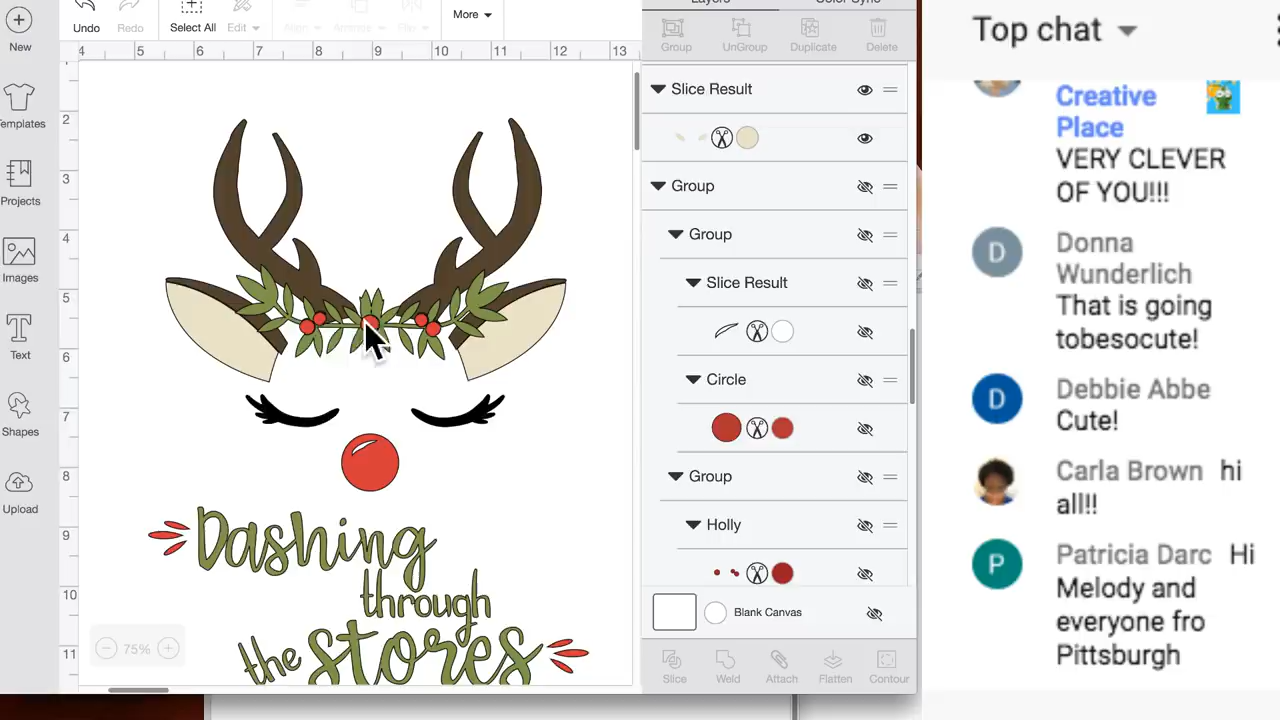 Undo
Redo
Select All
Edit
Align
Arrange
Flip
More
New
Templates
Projects
Images
Text
Shapes
Upload
4 5 6 7 8 9 10 11 12 13
2
3
4
5
6
7
8
9
10
11
Dashing
through
the stores
75%
Layers
Color Sync
Group
UnGroup
Duplicate
Delete
Slice Result
Group
Group
Slice Result
Circle
Group
Holly
Blank Canvas
Slice
Weld
Attach
Flatten
Contour
Top chat
Creative
Place
VERY CLEVER
OF YOU!!!
D
Donna
Wunderlich
That is going
tobesocute!
D
Debbie Abbe
Cute!
Carla Brown hi
all!!
P
Patricia Darc Hi
Melody and
everyone fro
Pittsburgh